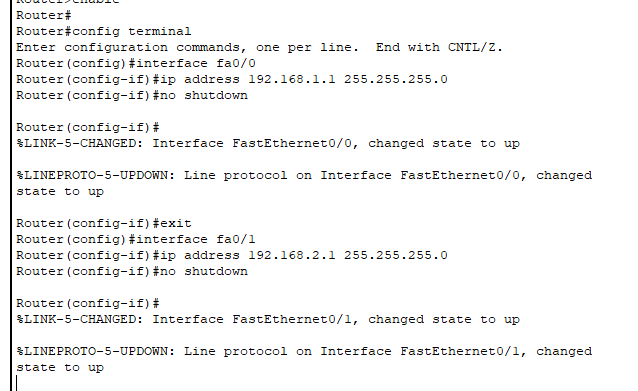 Router>enable
Router#
Router#config terminal
Enter configuration commands, one per line.  End with CNTL/Z.
Router(config)#interface fa0/0
Router(config-if)#ip address 192.168.1.1 255.255.255.0
Router(config-if)#no shutdown
Router(config-if)#
%LINK-5-CHANGED: Interface FastEthernet0/0, changed state to up
%LINEPROTO-5-UPDOWN: Line protocol on Interface FastEthernet0/0, changed
state to up
Router(config-if)#exit
Router(config)#interface fa0/1
Router(config-if)#ip address 192.168.2.1 255.255.255.0
Router(config-if)#no shutdown
Router(config-if)#
%LINK-5-CHANGED: Interface FastEthernet0/1, changed state to up
%LINEPROTO-5-UPDOWN: Line protocol on Interface FastEthernet0/1, changed
state to up